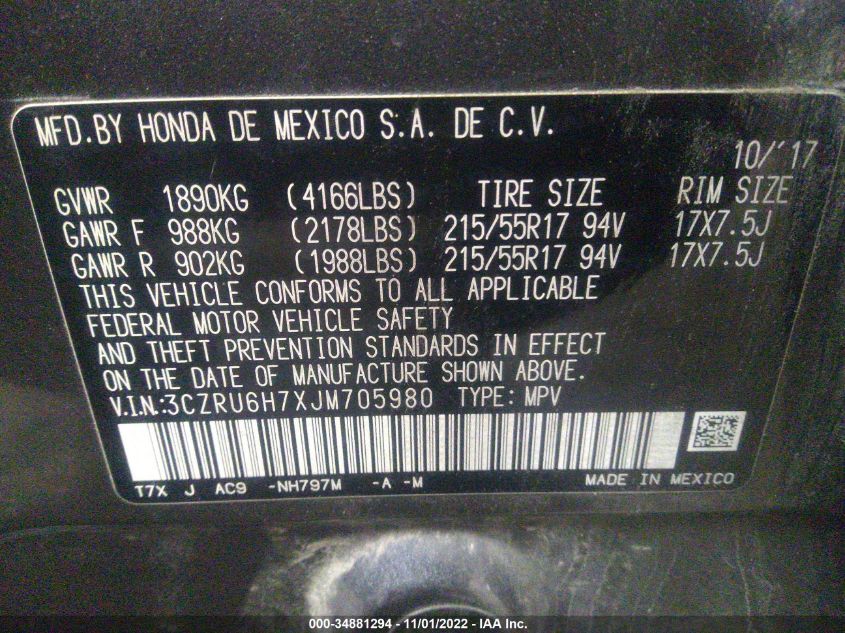 MFD.BY HONDA DE MEXICO S.A. DE C.V.
10/'17
GVWR 1890KG (4166LBS) TIRE SIZE RIM SIZE
GAWR F 988KG (2178LBS) 215/55R17 94V 17X7.5J
GAWR R 902KG (1988LBS) 215/55R17 94V 17X7.5J
THIS VEHICLE CONFORMS TO ALL APPLICABLE
FEDERAL MOTOR VEHICLE SAFETY
AND THEFT PREVENTION STANDARDS IN EFFECT
ON THE DATE OF MANUFACTURE SHOWN ABOVE.
V.I.N.:3CZRU6H7XJM705980 TYPE: MPV
T7X J AC9 -NH797M -A -M MADE IN MEXICO
000-34881294 - 11/01/2022 - IAA Inc.